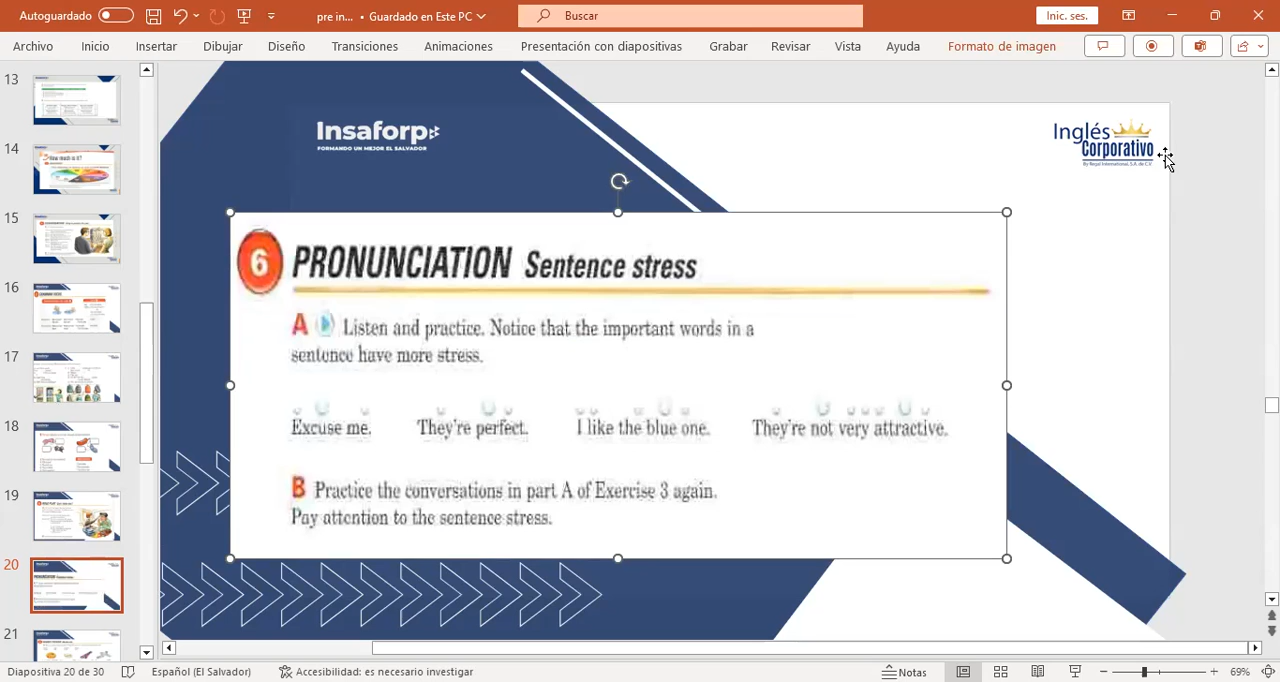 Autoguardado
pre in... • Guardado en Este PC
Buscar
Inic. ses.
Archivo Inicio Insertar Dibujar Diseño Transiciones Animaciones Presentación con diapositivas Grabar Revisar Vista Ayuda Formato de imagen
13
14
15
16
17
18
19
20
21
Insaforp
FORMANDO UN MEJOR EL SALVADOR
Inglés
Corporativo
By Regal International, S.A. de C.V.
6 PRONUNCIATION Sentence stress
A Listen and practice. Notice that the important words in a
sentence have more stress.
Excuse me. They're perfect. I like the blue one. They're not very attractive.
B Practice the conversations in part A of Exercise 3 again.
Pay attention to the sentence stress.
Diapositiva 20 de 30 Español (El Salvador) Accesibilidad: es necesario investigar Notas 69%